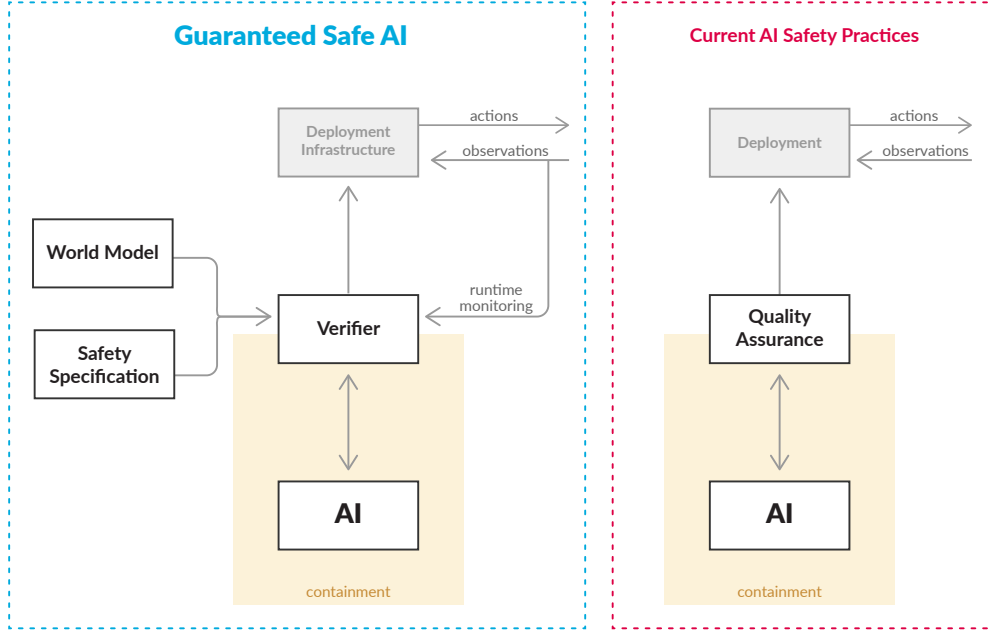 Guaranteed Safe AI
Deployment
Infrastructure
actions
observations
World Model
Safety
Specification
runtime
monitoring
Verifier
AI
containment
Current AI Safety Practices
Deployment
actions
observations
Quality
Assurance
AI
containment